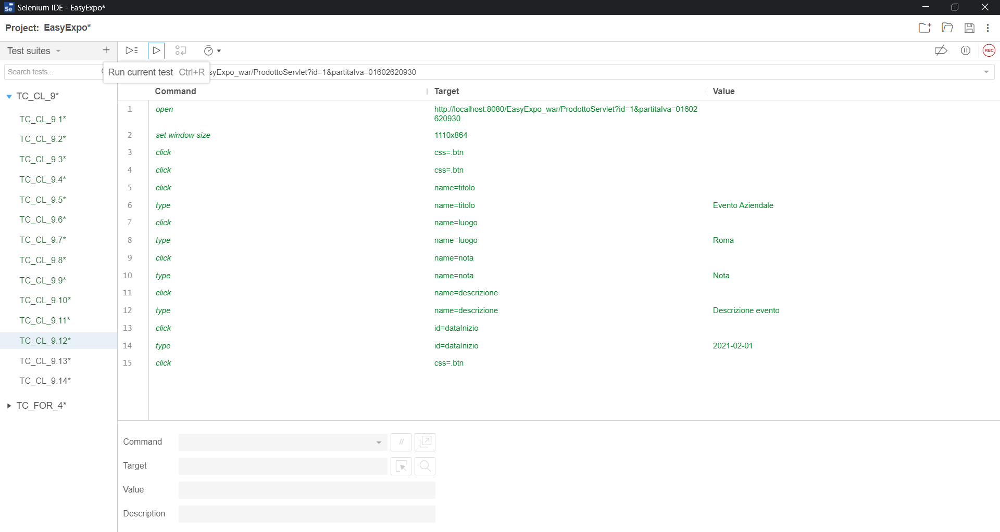 Selenium IDE - EasyExpo*
Project: EasyExpo*
Test suites
REC
Search tests...
Run current test Ctrl+R
syExpo_war/ProdottoServlet?id=1&partitaIva=01602620930
Command Target Value
TC_CL_9*
TC_CL_9.1*
TC_CL_9.2*
TC_CL_9.3*
TC_CL_9.4*
TC_CL_9.5*
TC_CL_9.6*
TC_CL_9.7*
TC_CL_9.8*
TC_CL_9.9*
TC_CL_9.10*
TC_CL_9.11*
TC_CL_9.12*
TC_CL_9.13*
TC_CL_9.14*
TC_FOR_4*
1 open http://localhost:8080/EasyExpo_war/ProdottoServlet?id=1&partitaIva=01602
620930
2 set window size 1110x864
3 click css=.btn
4 click css=.btn
5 click name=titolo
6 type name=titolo Evento Aziendale
7 click name=luogo
8 type name=luogo Roma
9 click name=nota
10 type name=nota Nota
11 click name=descrizione
12 type name=descrizione Descrizione evento
13 click id=dataInizio
14 type id=dataInizio 2021-02-01
15 click css=.btn
Command //
Target
Value
Description